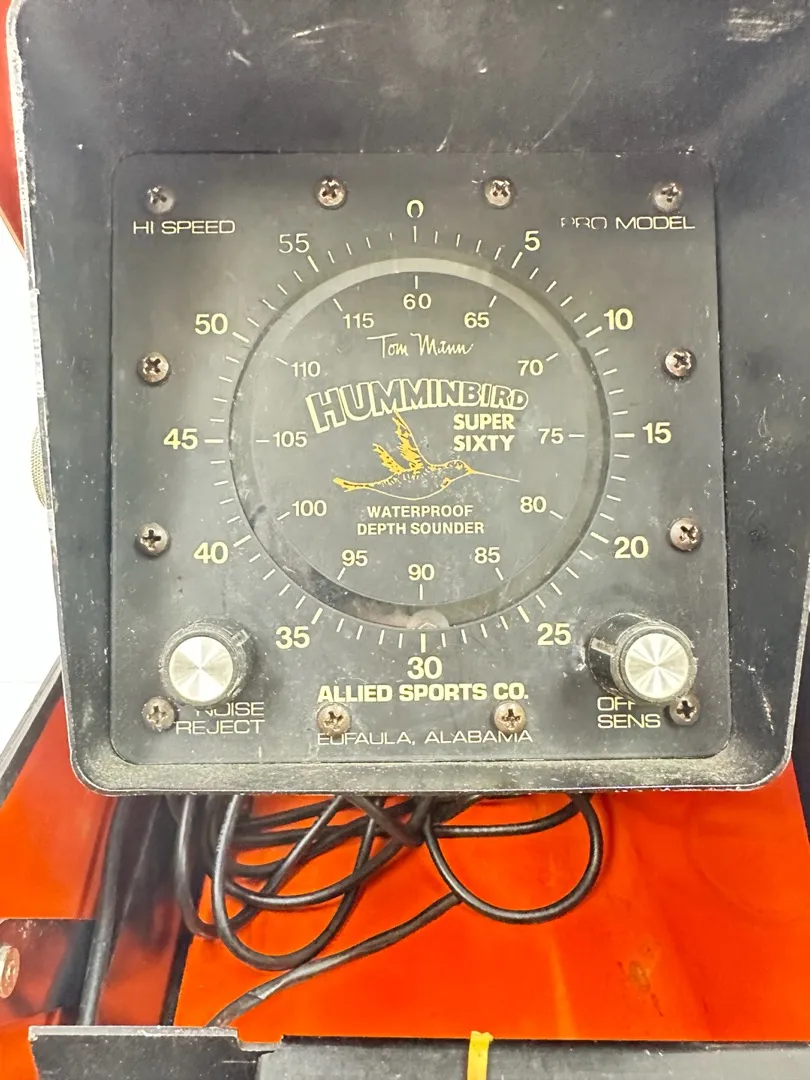 HI SPEED
PRO MODEL
0
55
5
60
50
115
65
10
Tom Mann
110
70
HUMMINBIRD
SUPER
SIXTY
45
105
75
15
100
80
WATERPROOF
DEPTH SOUNDER
40
95
85
20
90
35
25
30
ALLIED SPORTS CO.
NOISE
REJECT
OFF
SENS
EUFAULA, ALABAMA